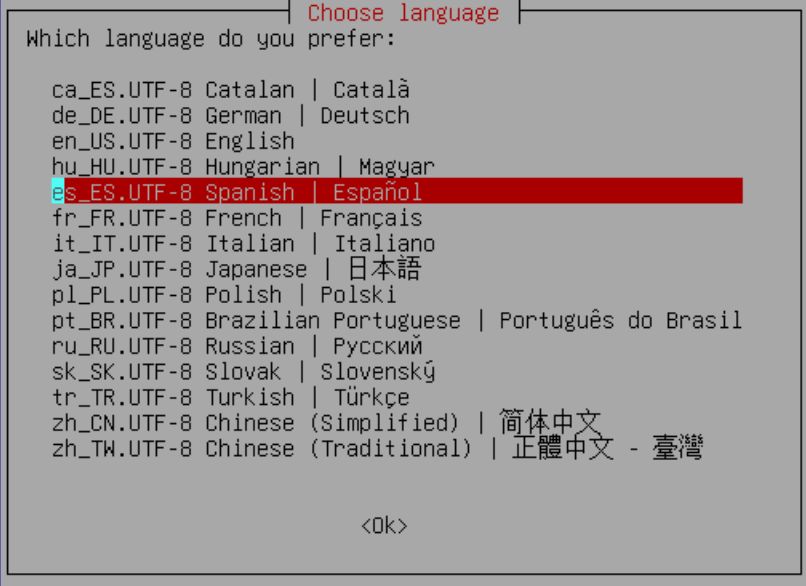 Choose language
Which language do you prefer:
ca_ES.UTF-8 Catalan | Català
de_DE.UTF-8 German | Deutsch
en_US.UTF-8 English
hu_HU.UTF-8 Hungarian | Magyar
es_ES.UTF-8 Spanish | Español
fr_FR.UTF-8 French | Français
it_IT.UTF-8 Italian | Italiano
ja_JP.UTF-8 Japanese | 日本語
pl_PL.UTF-8 Polish | Polski
pt_BR.UTF-8 Brazilian Portuguese | Português do Brasil
ru_RU.UTF-8 Russian | Русский
sk_SK.UTF-8 Slovak | Slovenský
tr_TR.UTF-8 Turkish | Türkçe
zh_CN.UTF-8 Chinese (Simplified) | 简体中文
zh_TW.UTF-8 Chinese (Traditional) | 正體中文 - 臺灣
<Ok>